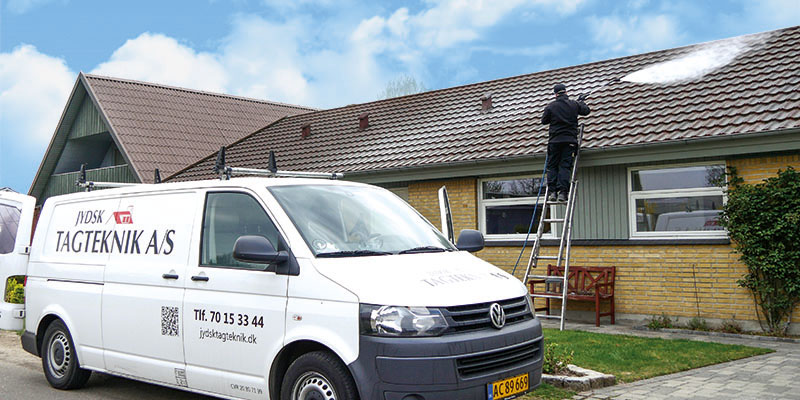 JYDSK
TAGTEKNIK A/S
Tlf. 70 15 33 44
jydsktagteknik.dk
AC 89 669